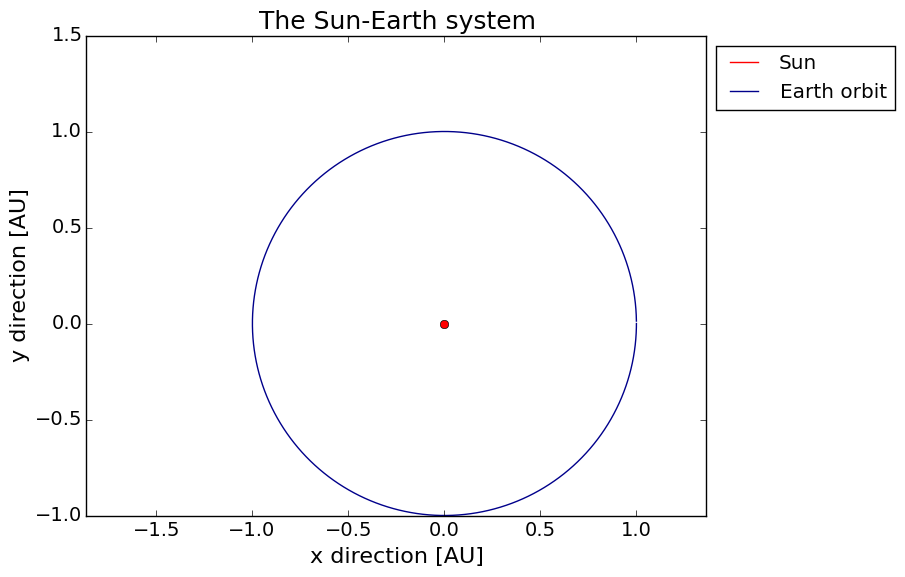 The Sun-Earth system
1.5
1.0
0.5
0.0
−0.5
−1.0
y direction [AU]
−1.5
−1.0
−0.5
0.0
0.5
1.0
x direction [AU]
Sun
Earth orbit